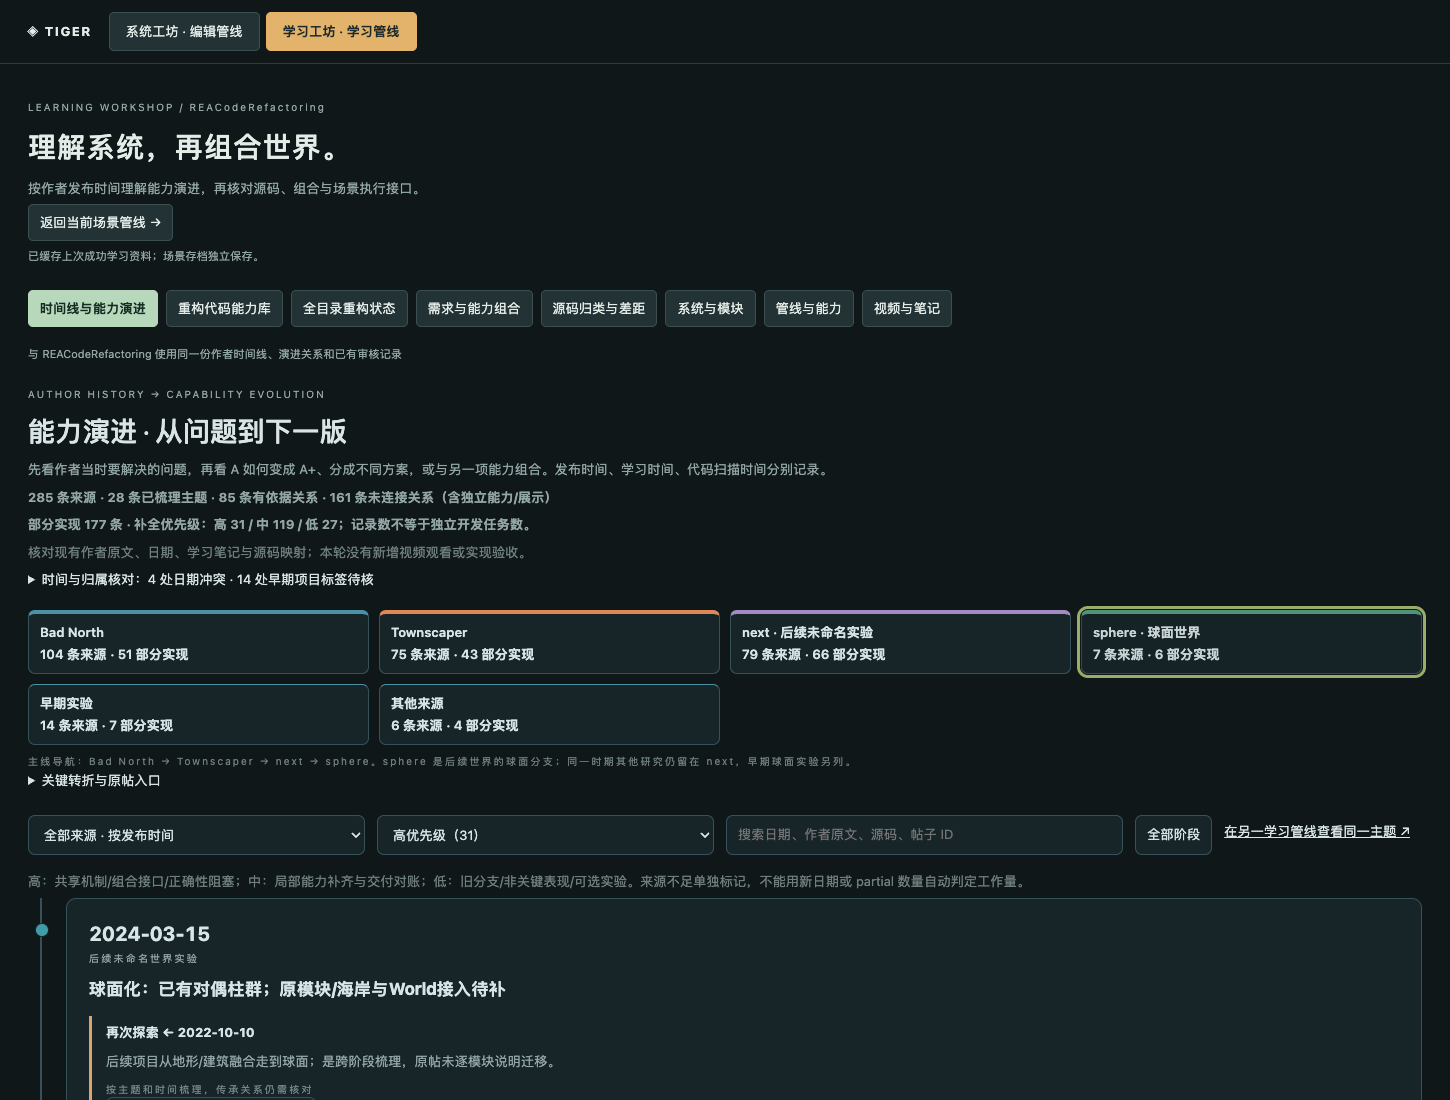 ◈ TIGER
系统工坊 · 编辑管线
学习工坊 · 学习管线
LEARNING WORKSHOP / REACodeRefactoring
理解系统，再组合世界。
按作者发布时间理解能力演进，再核对源码、组合与场景执行接口。
返回当前场景管线 →
已缓存上次成功学习资料；场景存档独立保存。
时间线与能力演进
重构代码能力库
全目录重构状态
需求与能力组合
源码归类与差距
系统与模块
管线与能力
视频与笔记
与 REACodeRefactoring 使用同一份作者时间线、演进关系和已有审核记录
AUTHOR HISTORY → CAPABILITY EVOLUTION
能力演进 · 从问题到下一版
先看作者当时要解决的问题，再看 A 如何变成 A+、分成不同方案，或与另一项能力组合。发布时间、学习时间、代码扫描时间分别记录。
285 条来源 · 28 条已梳理主题 · 85 条有依据关系 · 161 条未连接关系（含独立能力/展示）
部分实现 177 条 · 补全优先级：高 31 / 中 119 / 低 27；记录数不等于独立开发任务数。
核对现有作者原文、日期、学习笔记与源码映射；本轮没有新增视频观看或实现验收。
▶ 时间与归属核对：4 处日期冲突 · 14 处早期项目标签待核
Bad North
104 条来源 · 51 部分实现
Townscaper
75 条来源 · 43 部分实现
next · 后续未命名实验
79 条来源 · 66 部分实现
sphere · 球面世界
7 条来源 · 6 部分实现
早期实验
14 条来源 · 7 部分实现
其他来源
6 条来源 · 4 部分实现
主线导航：Bad North → Townscaper → next → sphere。sphere 是后续世界的球面分支；同一时期其他研究仍留在 next，早期球面实验另列。
▶ 关键转折与原帖入口
全部来源 · 按发布时间
高优先级（31）
搜索日期、作者原文、源码、帖子 ID
全部阶段
在另一学习管线查看同一主题 ↗
高：共享机制/组合接口/正确性阻塞；中：局部能力补齐与交付对账；低：旧分支/非关键表现/可选实验。来源不足单独标记，不能用新日期或 partial 数量自动判定工作量。
2024-03-15
后续未命名世界实验
球面化：已有对偶柱群；原模块/海岸与World接入待补
再次探索 ← 2022-10-10
后续项目从地形/建筑融合走到球面；是跨阶段梳理，原帖未逐模块说明迁移。
按主题和时间梳理，传承关系仍需核对